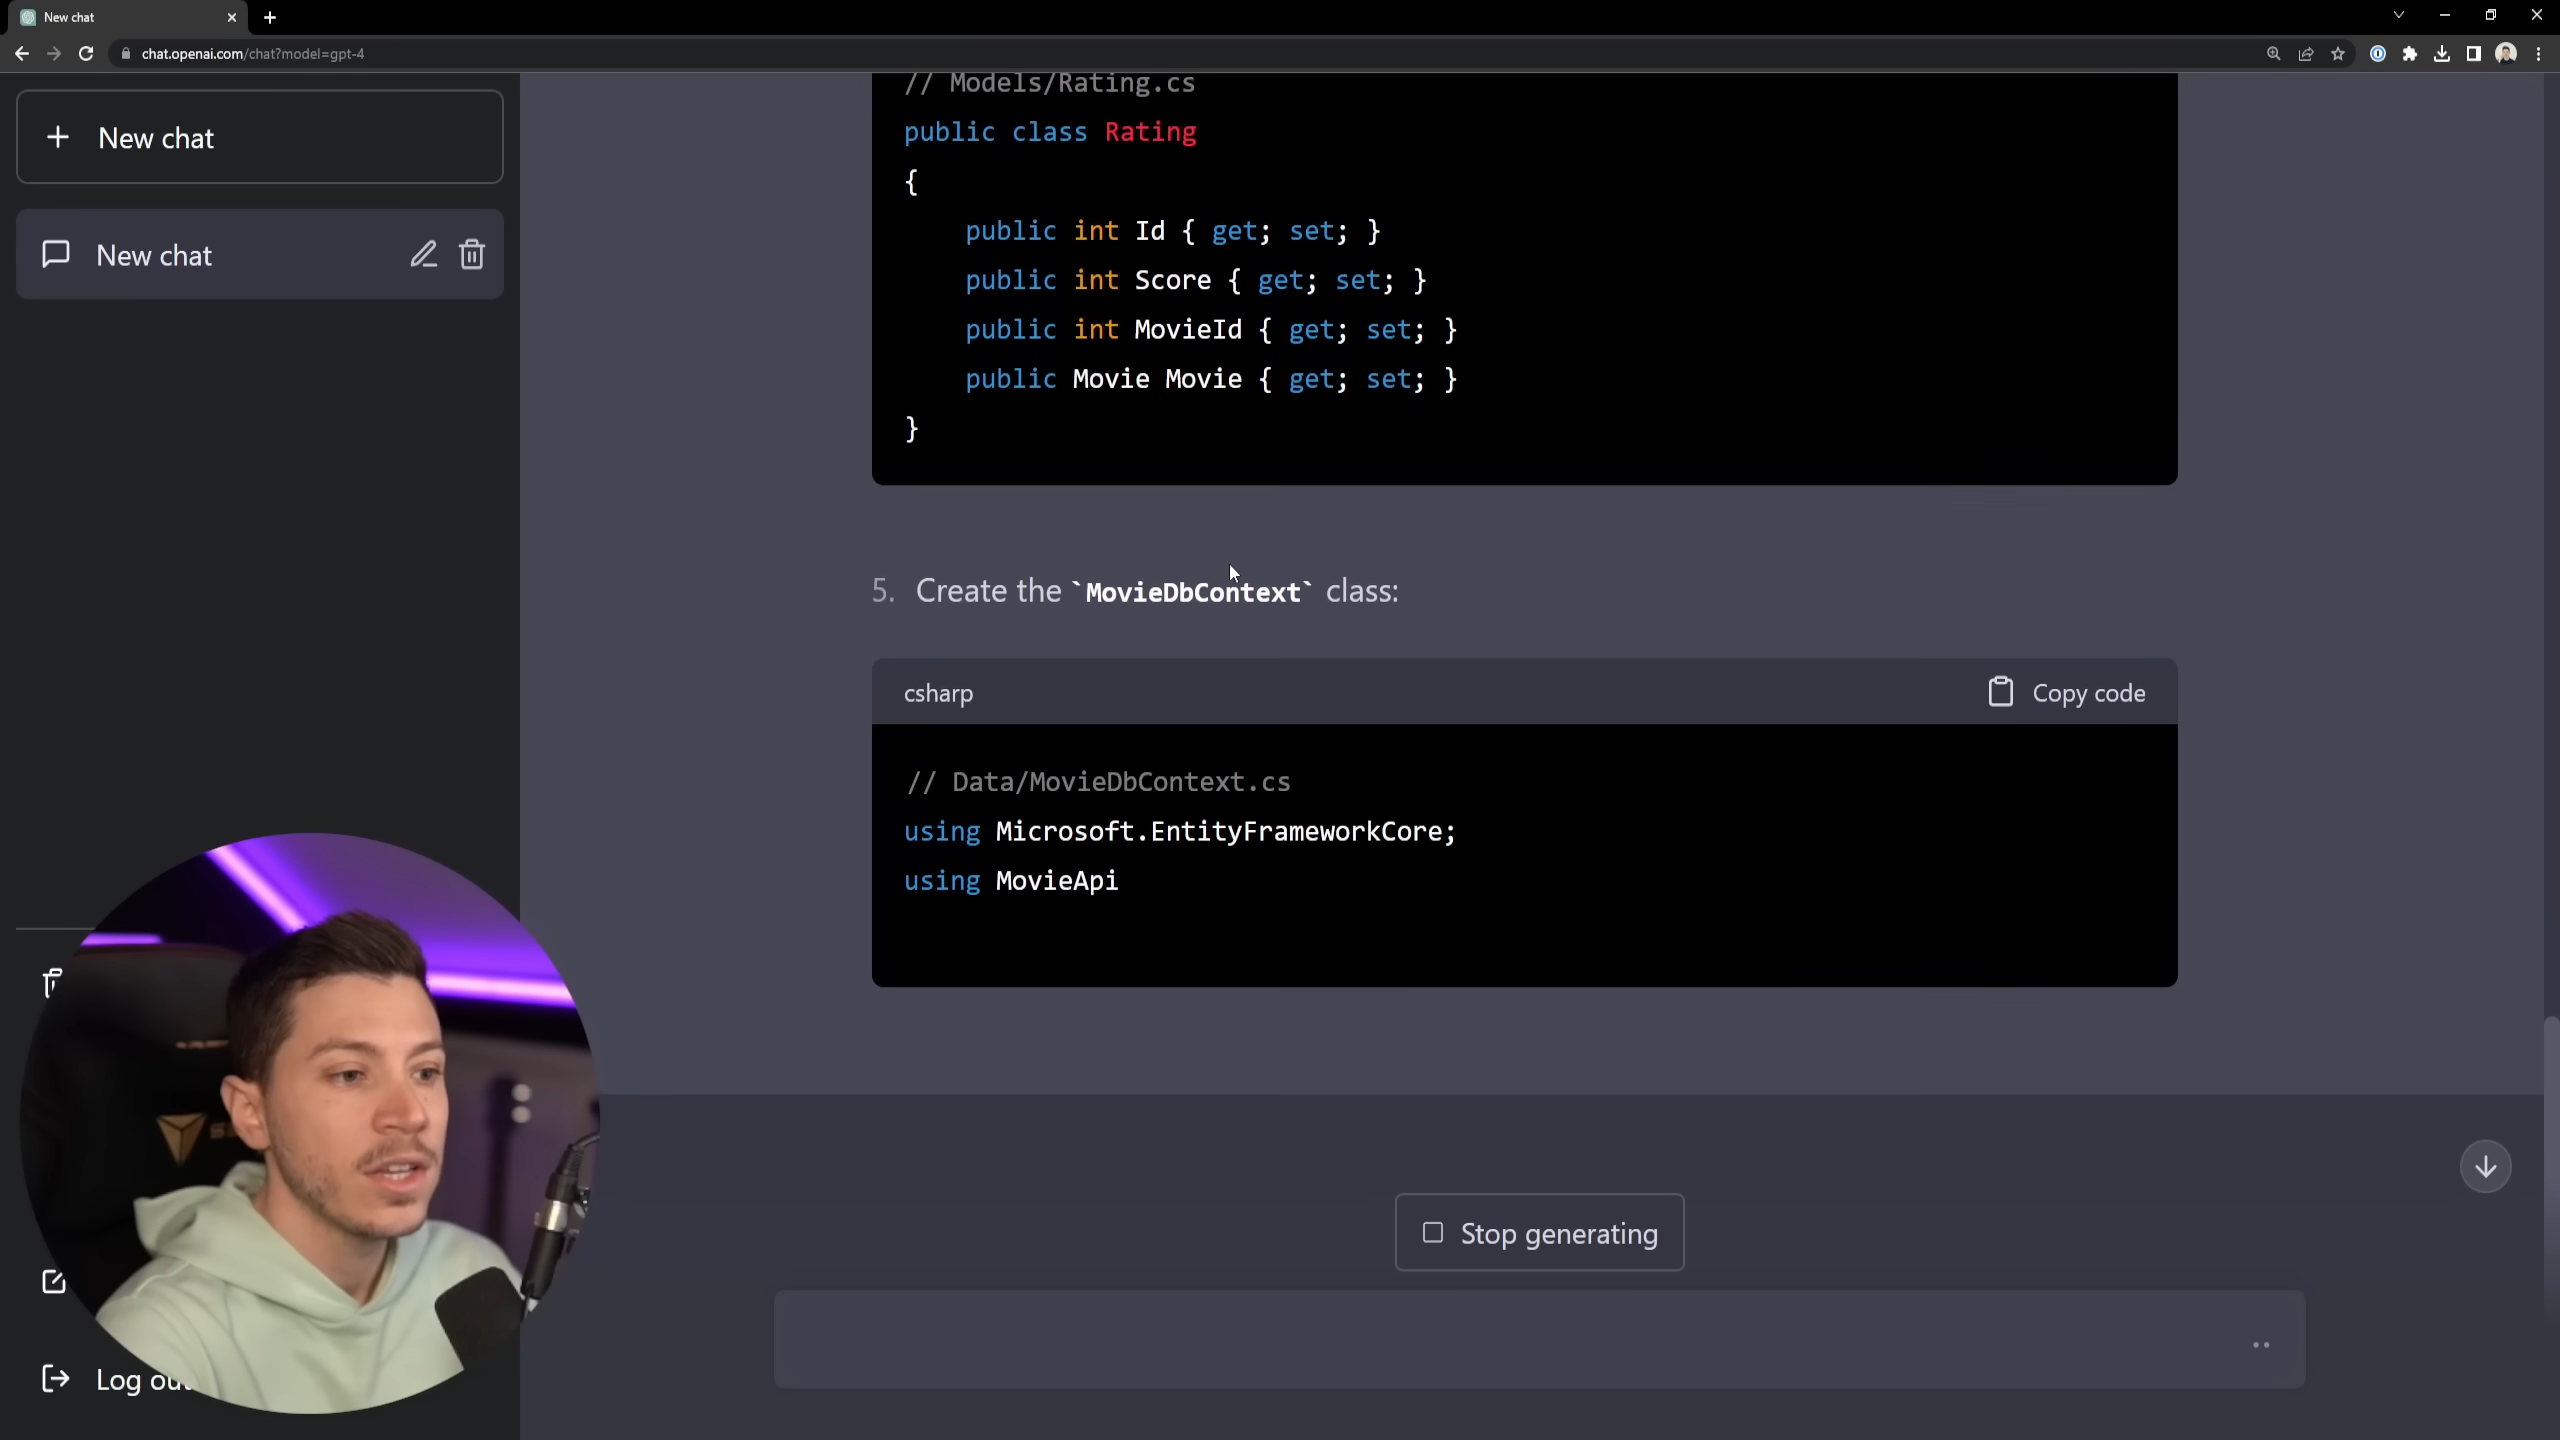 New chat
chat.openai.com/chat?model=gpt-4
New chat
New chat
Log out
// Models/Rating.cs
public class Rating
{
public int Id { get; set; }
public int Score { get; set; }
public int MovieId { get; set; }
public Movie Movie { get; set; }
}
5. Create the `MovieDbContext` class:
csharp
Copy code
// Data/MovieDbContext.cs
using Microsoft.EntityFrameworkCore;
using MovieApi
Stop generating